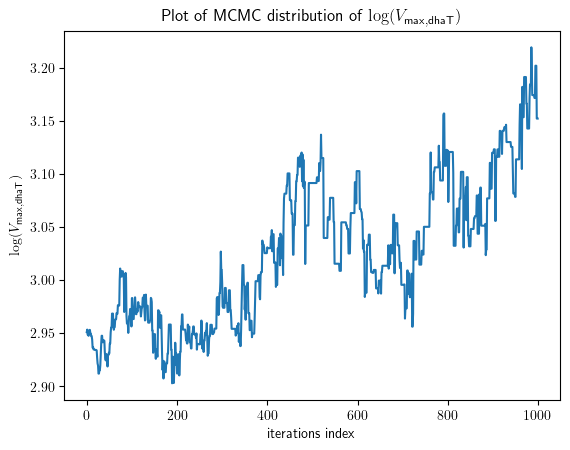 Plot of MCMC distribution of log(V_max,dhaT)
log(V_max,dhaT)
3.20
3.15
3.10
3.05
3.00
2.95
2.90
0 200 400 600 800 1000
iterations index